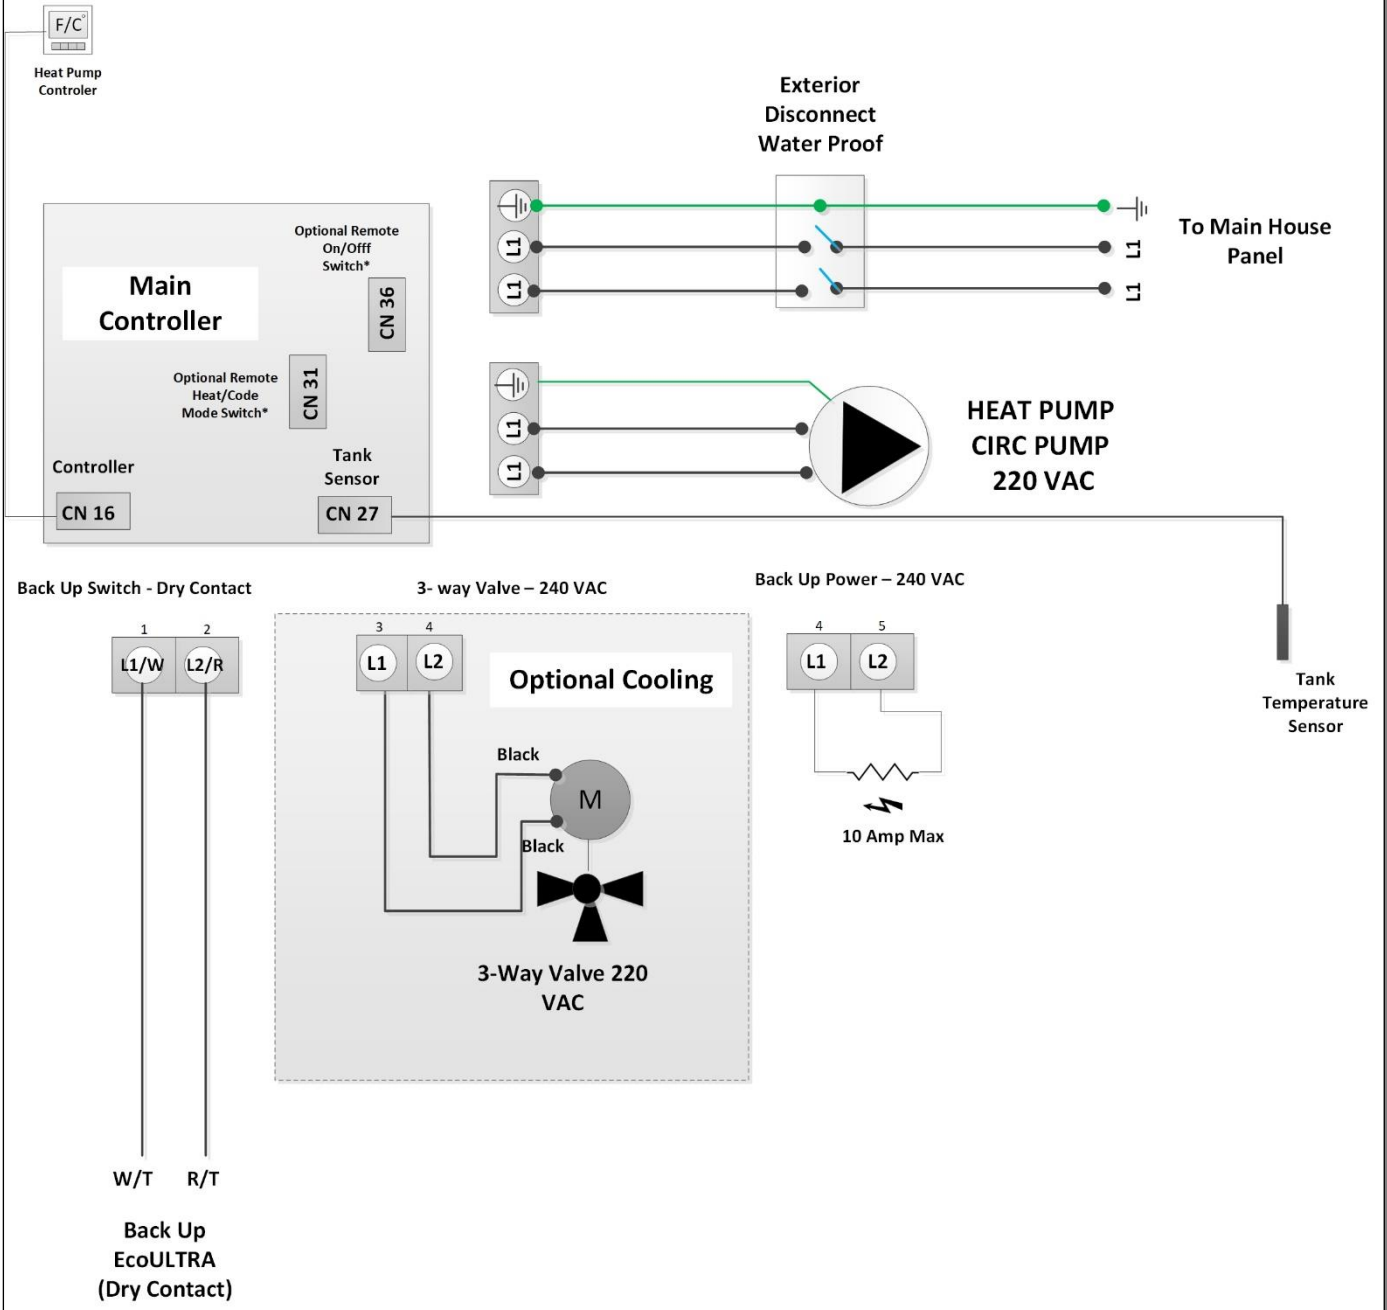 F/C°
Heat Pump
Controler
Exterior
Disconnect
Water Proof
L1
L1
L1
L1
To Main House
Panel
Main
Controller
Optional Remote
On/Offf
Switch*
CN 36
Optional Remote
Heat/Code
Mode Switch*
CN 31
Controller
CN 16
Tank
Sensor
CN 27
L1
L1
HEAT PUMP
CIRC PUMP
220 VAC
Back Up Switch - Dry Contact
1 2
L1/W L2/R
W/T R/T
Back Up
EcoULTRA
(Dry Contact)
3- way Valve – 240 VAC
3 4
L1 L2
Optional Cooling
Black
M
Black
3-Way Valve 220
VAC
Back Up Power – 240 VAC
4 5
L1 L2
10 Amp Max
Tank
Temperature
Sensor